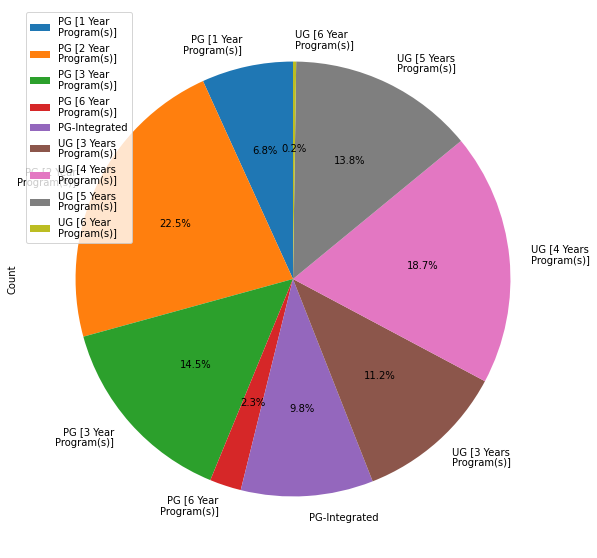 PG [1 Year
Program(s)]
PG [2 Year
Program(s)]
PG [3 Year
Program(s)]
PG [6 Year
Program(s)]
PG-Integrated
UG [3 Years
Program(s)]
UG [4 Years
Program(s)]
UG [5 Years
Program(s)]
UG [6 Year
Program(s)]
PG [1 Year
Program(s)]
UG [6 Year
Program(s)]
UG [5 Years
Program(s)]
6.8%
0.2%
13.8%
PG [2 Year
Program(s)]
22.5%
18.7%
UG [4 Years
Program(s)]
Count
14.5%
2.3%
9.8%
11.2%
PG [3 Year
Program(s)]
UG [3 Years
Program(s)]
PG [6 Year
Program(s)]
PG-Integrated